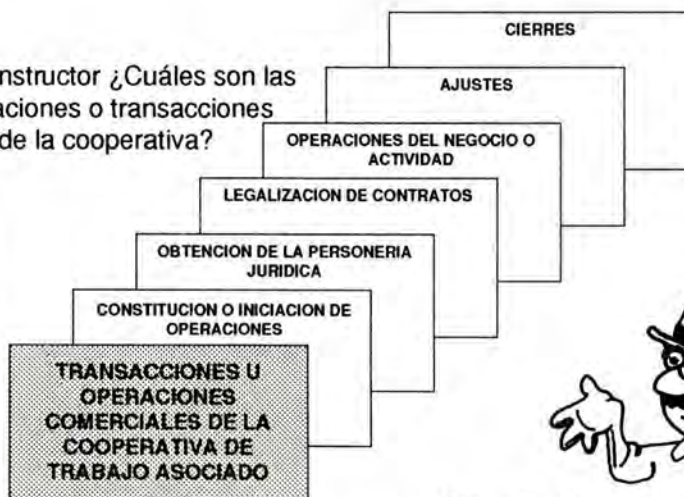 nstructor ¿Cuáles son las
aciones o transacciones
de la cooperativa?
CIERRES
AJUSTES
OPERACIONES DEL NEGOCIO O
ACTIVIDAD
LEGALIZACION DE CONTRATOS
OBTENCION DE LA PERSONERIA
JURIDICA
CONSTITUCION O INICIACION DE
OPERACIONES
TRANSACCIONES U
OPERACIONES
COMERCIALES DE LA
COOPERATIVA DE
TRABAJO ASOCIADO